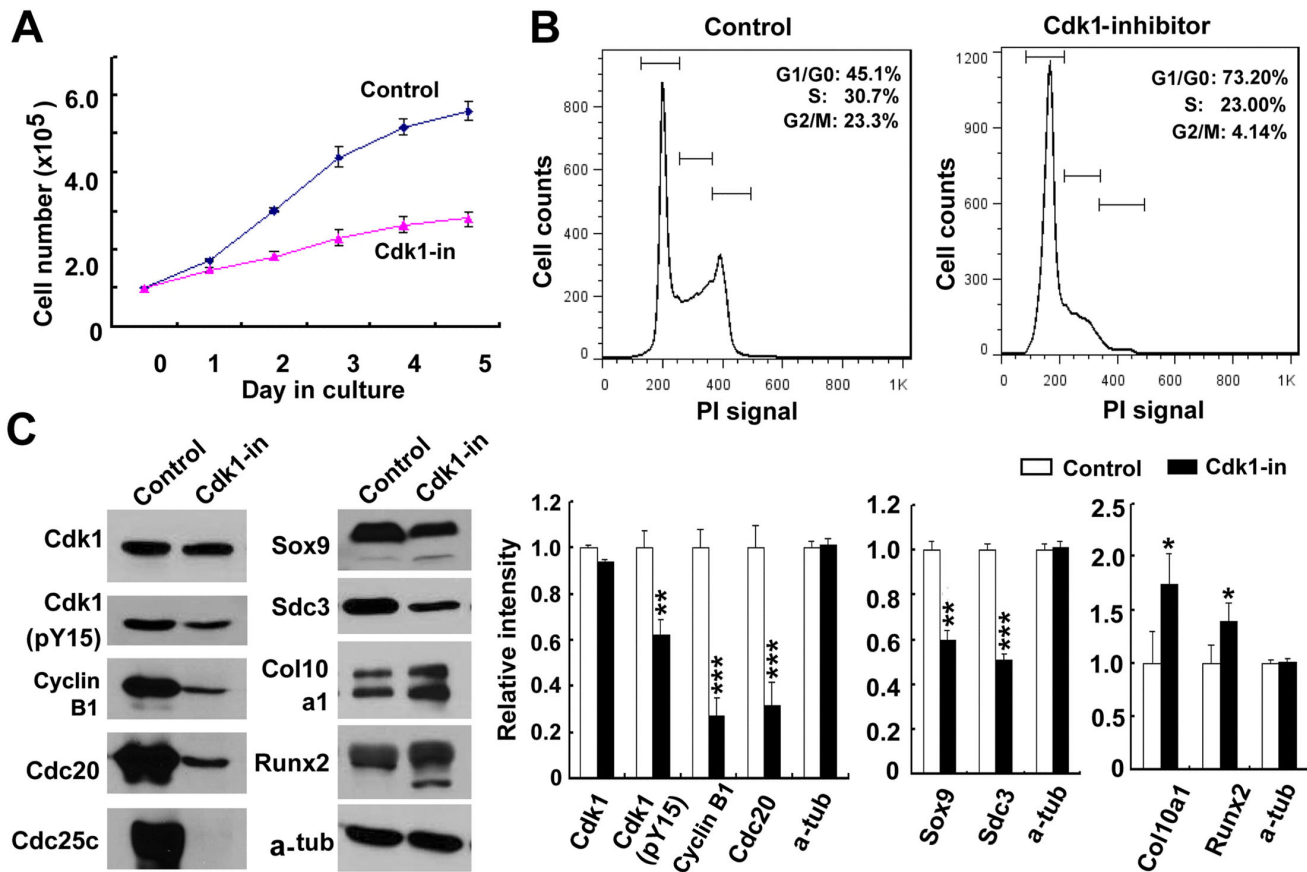 A
6.0
4.0
2.0
0
Cell number (x10⁵)
Control
Cdk1-in
0 1 2 3 4 5
Day in culture
B
Control
G1/G0: 45.1%
S: 30.7%
G2/M: 23.3%
800
600
400
200
0
Cell counts
0 200 400 600 800 1K
PI signal
Cdk1-inhibitor
G1/G0: 73.20%
S: 23.00%
G2/M: 4.14%
1200
900
600
300
0
Cell counts
0 200 400 600 800 1K
PI signal
C
Control Cdk1-in
Cdk1
Cdk1
(pY15)
Cyclin
B1
Cdc20
Cdc25c
Control Cdk1-in
Sox9
Sdc3
Col10
a1
Runx2
a-tub
Control Cdk1-in
Relative intensity
1.2
1.0
0.8
0.6
0.4
0.2
0
** *** ***
Cdk1
Cdk1
(pY15)
Cyclin B1
Cdc20
a-tub
1.2
1.0
0.8
0.6
0.4
0.2
0
** ***
Sox9
Sdc3
a-tub
2.5
2.0
1.5
1.0
0.5
0
* *
Col10a1
Runx2
a-tub